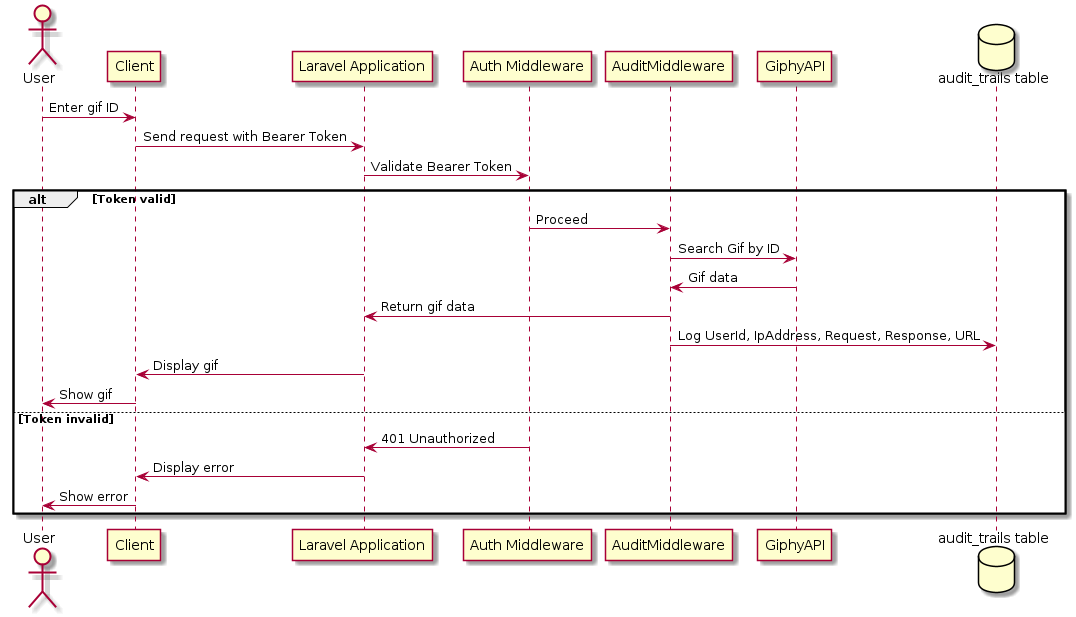 User
Client
Laravel Application
Auth Middleware
AuditMiddleware
GiphyAPI
audit_trails table
Enter gif ID
Send request with Bearer Token
Validate Bearer Token
alt
[Token valid]
Proceed
Search Gif by ID
Gif data
Return gif data
Log UserId, IpAddress, Request, Response, URL
Display gif
Show gif
[Token invalid]
401 Unauthorized
Display error
Show error
User
Client
Laravel Application
Auth Middleware
AuditMiddleware
GiphyAPI
audit_trails table